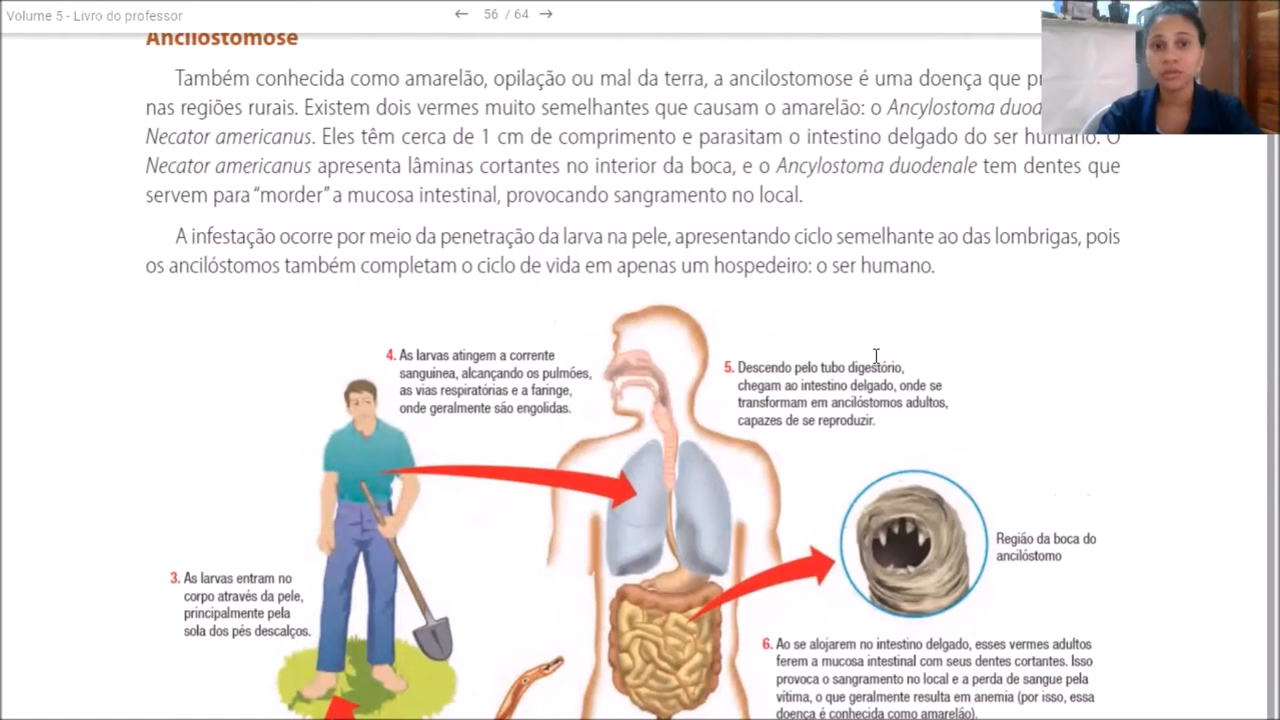 Volume 5 - Livro do professor
← 56 / 64 →
Ancilostomose
Também conhecida como amarelão, opilação ou mal da terra, a ancilostomose é uma doença que
nas regiões rurais. Existem dois vermes muito semelhantes que causam o amarelão: o Ancylostoma
Necator americanus. Eles têm cerca de 1 cm de comprimento e parasitam o intestino delgado do ser humano. O
Necator americanus apresenta lâminas cortantes no interior da boca, e o Ancylostoma duodenale tem dentes que
servem para “morder” a mucosa intestinal, provocando sangramento no local.
A infestação ocorre por meio da penetração da larva na pele, apresentando ciclo semelhante ao das lombrigas, pois
os ancilóstomos também completam o ciclo de vida em apenas um hospedeiro: o ser humano.
4. As larvas atingem a corrente
sanguínea, alcançando os pulmões,
as vias respiratórias e a faringe,
onde geralmente são engolidas.
5. Descendo pelo tubo digestório,
chegam ao intestino delgado, onde se
transformam em ancilóstomos adultos,
capazes de se reproduzir.
Região da boca do
ancilóstomo
3. As larvas entram no
corpo através da pele,
principalmente pela
sola dos pés descalços.
6. Ao se alojarem no intestino delgado, esses vermes adultos
ferem a mucosa intestinal com seus dentes cortantes. Isso
provoca o sangramento no local e a perda de sangue pela
vítima, o que geralmente resulta em anemia (por isso, essa
doença é conhecida como amarelão).